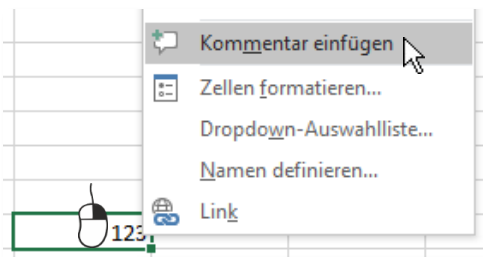 Kommentar einfügen
Zellen formatieren...
Dropdown-Auswahlliste...
Namen definieren...
Link
123